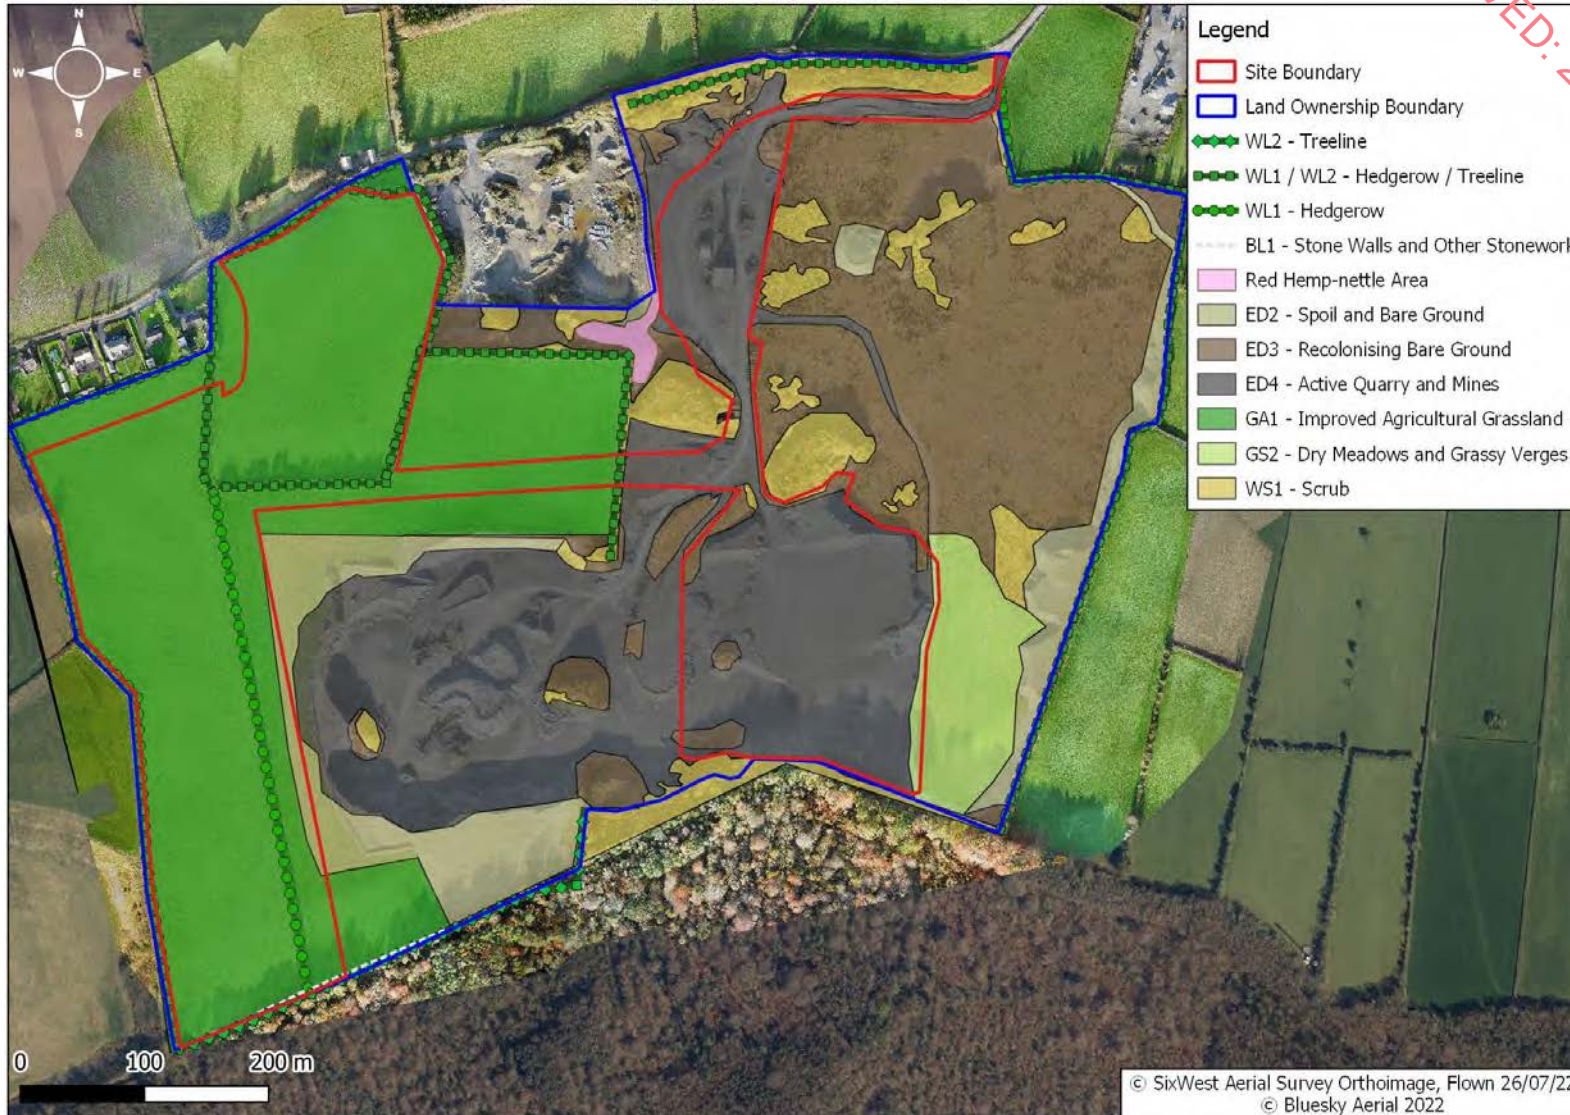 ED: 2
N
W E
S
Legend
Site Boundary
Land Ownership Boundary
WL2 - Treeline
WL1 / WL2 - Hedgerow / Treeline
WL1 - Hedgerow
BL1 - Stone Walls and Other Stonework
Red Hemp-nettle Area
ED2 - Spoil and Bare Ground
ED3 - Recolonising Bare Ground
ED4 - Active Quarry and Mines
GA1 - Improved Agricultural Grassland
GS2 - Dry Meadows and Grassy Verges
WS1 - Scrub
0 100 200 m
© SixWest Aerial Survey Orthoimage, Flown 26/07/22
© Bluesky Aerial 2022